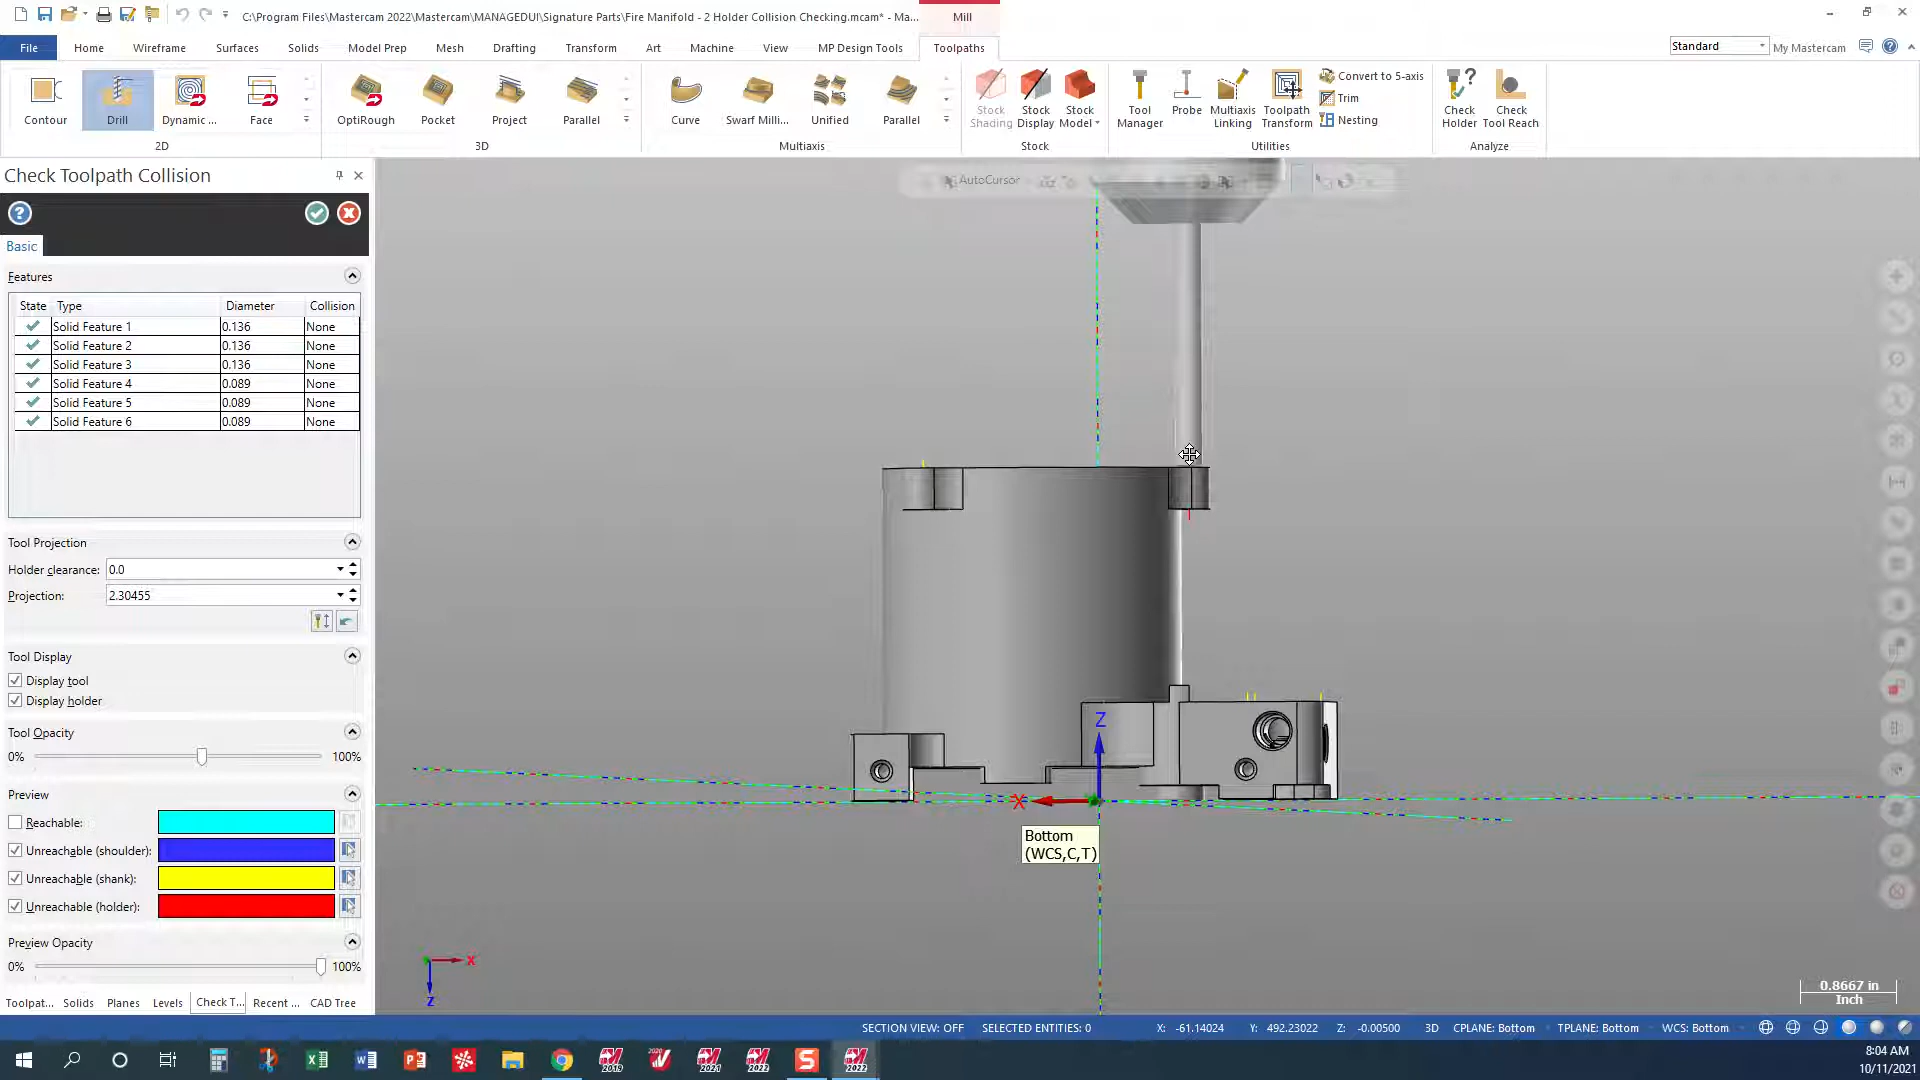 C:\Program Files\Mastercam 2022\Mastercam\MANAGEDUI\Signature Parts\Fire Manifold - 2 Holder Collision Checking.mcam* - Ma...
Mill
File Home Wireframe Surfaces Solids Model Prep Mesh Drafting Transform Art Machine View MP Design Tools Toolpaths
Standard
My Mastercam
Contour Drill Dynamic ... Face
2D
OptiRough Pocket Project Parallel
3D
Curve Swarf Milli... Unified Parallel
Multiaxis
Stock Shading
Stock Display
Stock Model
Stock
Tool Manager
Probe
Multiaxis Linking
Toolpath Transform
Convert to 5-axis
Trim
Nesting
Utilities
Check Holder
Check Tool Reach
Analyze
AutoCursor
Check Toolpath Collision
Basic
Features
State Type Diameter Collision
Solid Feature 1 0.136 None
Solid Feature 2 0.136 None
Solid Feature 3 0.136 None
Solid Feature 4 0.089 None
Solid Feature 5 0.089 None
Solid Feature 6 0.089 None
Tool Projection
Holder clearance: 0.0
Projection: 2.30455
Tool Display
Display tool
Display holder
Tool Opacity
0% 100%
Preview
Reachable:
Unreachable (shoulder):
Unreachable (shank):
Unreachable (holder):
Preview Opacity
0% 100%
Toolpat... Solids Planes Levels Check T... Recent ... CAD Tree
Z
X
Bottom
(WCS,C,T)
X
Z
0.8667 in
Inch
SECTION VIEW: OFF SELECTED ENTITIES: 0 X: -61.14024 Y: 492.23022 Z: -0.00500 3D CPLANE: Bottom TPLANE: Bottom WCS: Bottom
2019
2020
2021
2022
2022
8:04 AM
10/11/2021